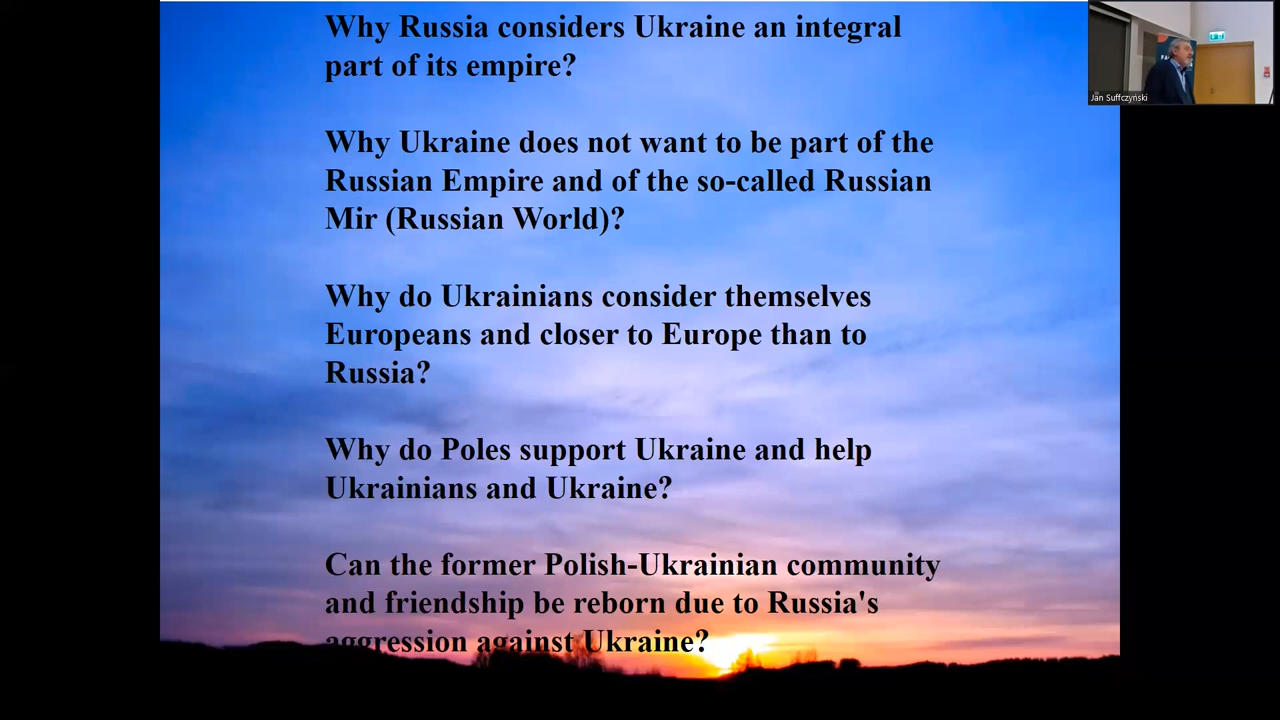 Why Russia considers Ukraine an integral
part of its empire?
Why Ukraine does not want to be part of the
Russian Empire and of the so-called Russian
Mir (Russian World)?
Why do Ukrainians consider themselves
Europeans and closer to Europe than to
Russia?
Why do Poles support Ukraine and help
Ukrainians and Ukraine?
Can the former Polish-Ukrainian community
and friendship be reborn due to Russia's
aggression against Ukraine?
Jan Suffczyński